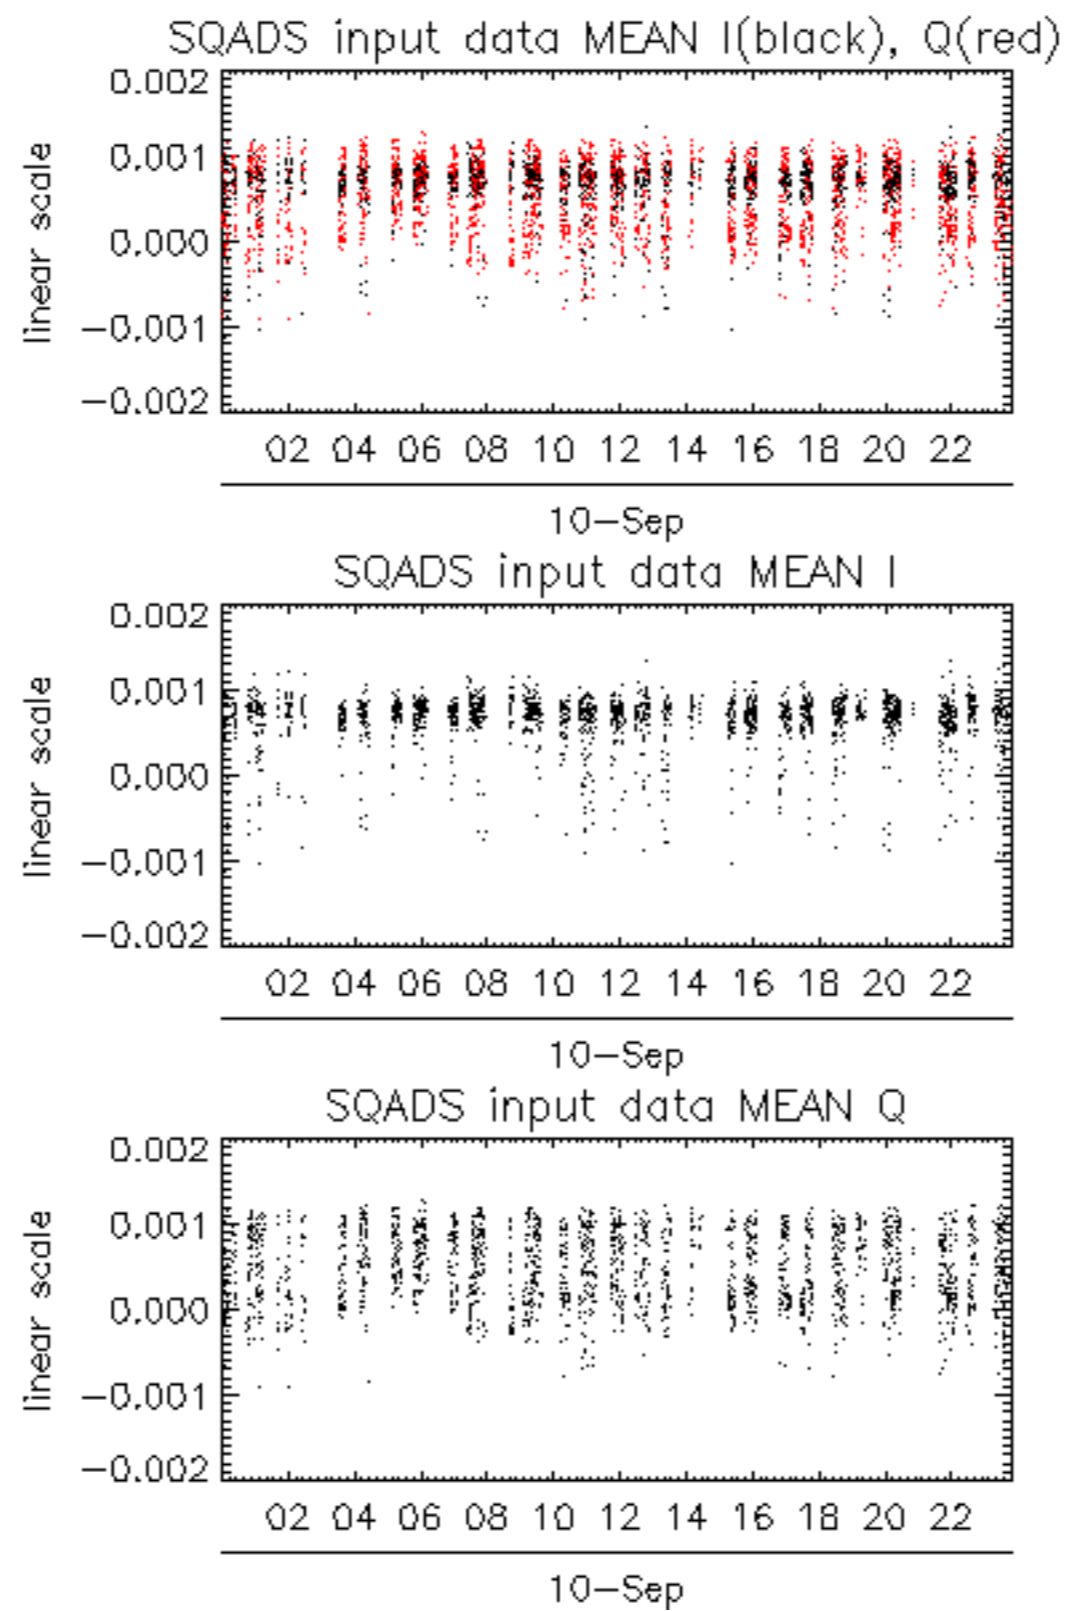 SQADS input data MEAN I(black), Q(red)
0.002
0.001
0.000
−0.001
−0.002
linear scale
02 04 06 08 10 12 14 16 18 20 22
10−Sep
SQADS input data MEAN I
0.002
0.001
0.000
−0.001
−0.002
linear scale
02 04 06 08 10 12 14 16 18 20 22
10−Sep
SQADS input data MEAN Q
0.002
0.001
0.000
−0.001
−0.002
linear scale
02 04 06 08 10 12 14 16 18 20 22
10−Sep